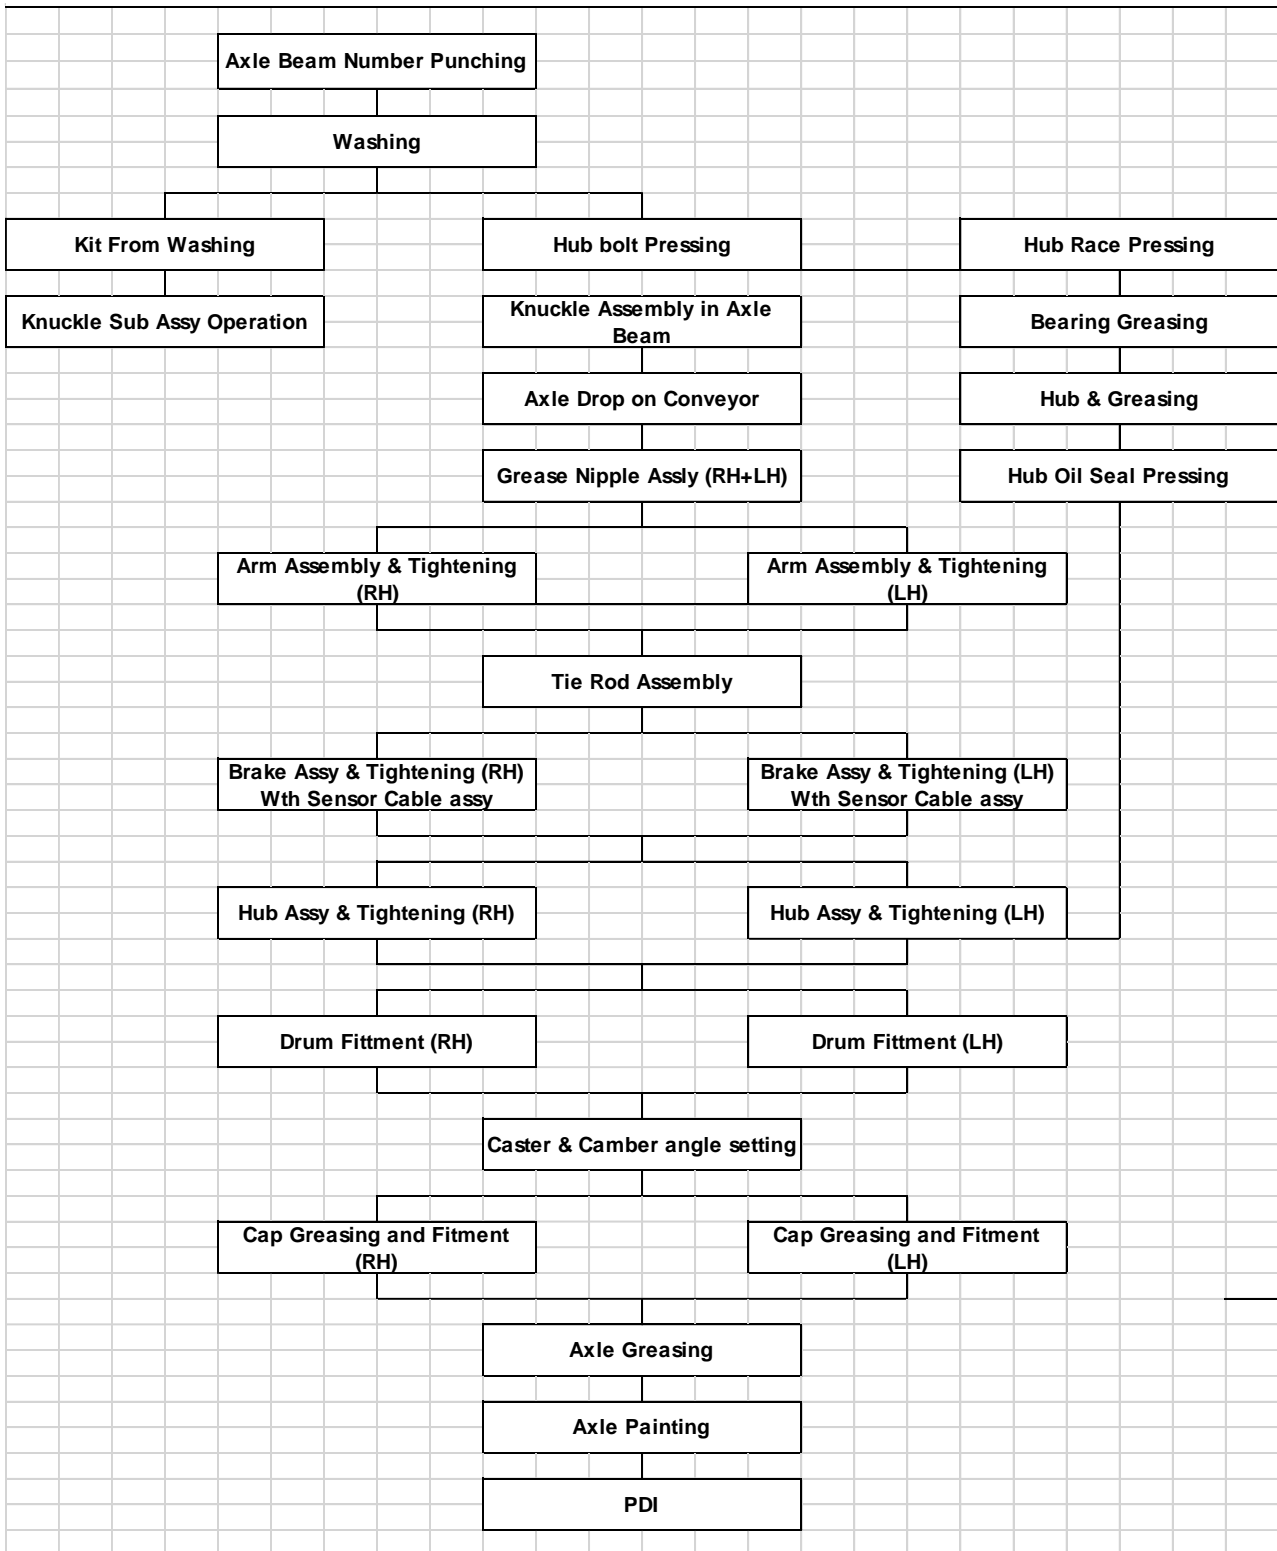 Axle Beam Number Punching
Washing
Kit From Washing
Hub bolt Pressing
Hub Race Pressing
Knuckle Sub Assy Operation
Knuckle Assembly in Axle
Beam
Bearing Greasing
Axle Drop on Conveyor
Hub & Greasing
Grease Nipple Assly (RH+LH)
Hub Oil Seal Pressing
Arm Assembly & Tightening
(RH)
Arm Assembly & Tightening
(LH)
Tie Rod Assembly
Brake Assy & Tightening (RH)
Wth Sensor Cable assy
Brake Assy & Tightening (LH)
Wth Sensor Cable assy
Hub Assy & Tightening (RH)
Hub Assy & Tightening (LH)
Drum Fittment (RH)
Drum Fittment (LH)
Caster & Camber angle setting
Cap Greasing and Fitment
(RH)
Cap Greasing and Fitment
(LH)
Axle Greasing
Axle Painting
PDI